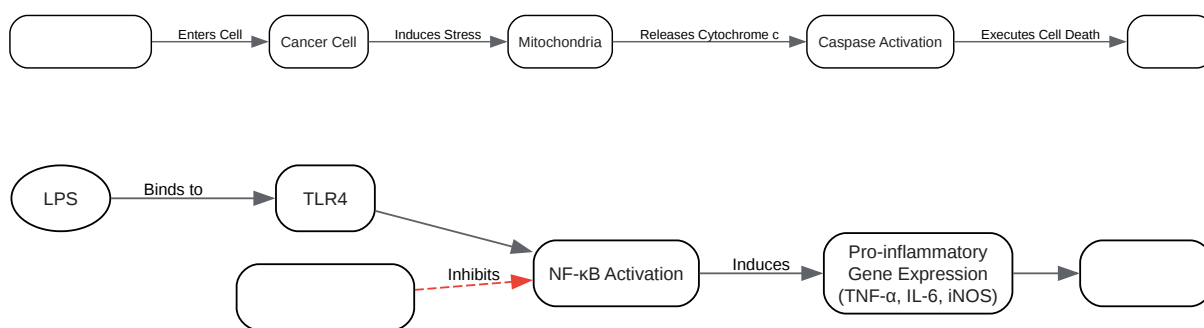 Enters Cell
Cancer Cell
Induces Stress
Mitochondria
Releases Cytochrome c
Caspase Activation
Executes Cell Death
LPS
Binds to
TLR4
Inhibits
NF-κB Activation
Induces
Pro-inflammatory
Gene Expression
(TNF-α, IL-6, iNOS)